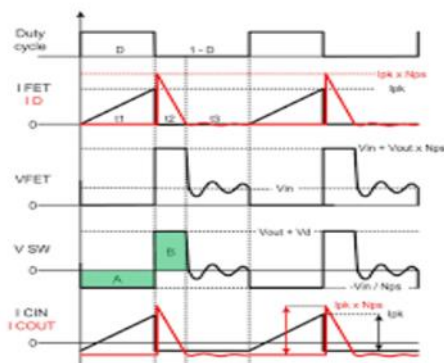 Duty
cycle
D
1 - D
Ipk x Nps
I FET
I D
Ipk
0
t1
t2
t3
Vin + Vout x Nps
VFET
Vin
0
Vout + Vd
V SW
B
0
A
-Vin / Nps
I CIN
I COUT
Ipk x Nps
Ipk
0